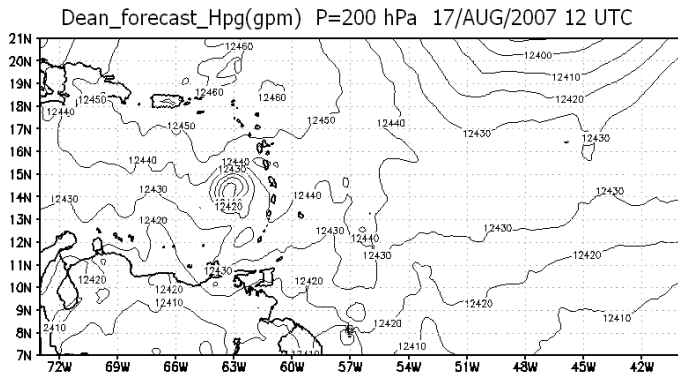 Dean_forecast_Hpg(gpm) P=200 hPa 17/AUG/2007 12 UTC
21N
12460 12400
20N
12410
19N
12450 12460 12460 12420
18N
12440 12450
17N
12450 12440 12430 12430
16N
12440 12440
15N
12430
14N
12430 12430 12420 12440 12430
13N
12420 12430
12N
12430 12440
11N
12430 12430 12420
10N
12420 12420 12420
9N
12410
8N
12410 12420 12410
7N
12410
72W 69W 66W 63W 60W 57W 54W 51W 48W 45W 42W